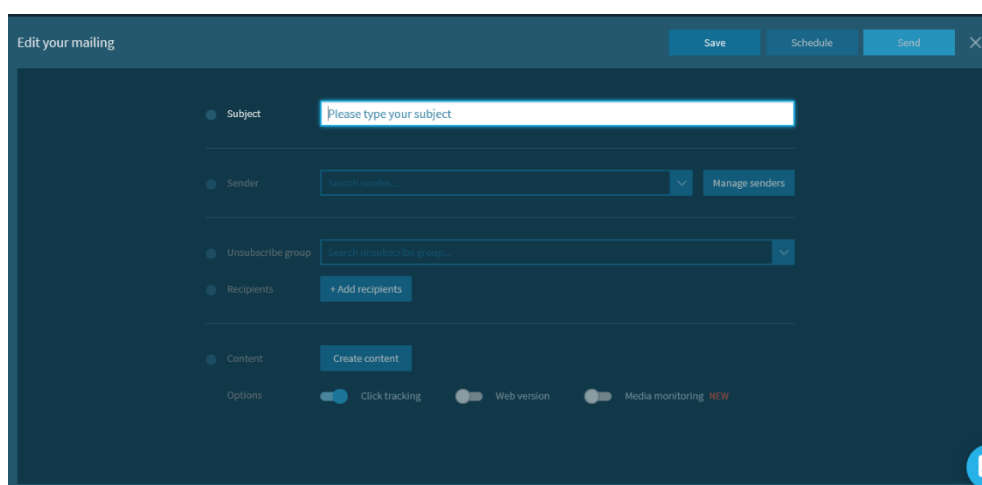 Edit your mailing
Save
Schedule
Send
Subject
Please type your subject
Sender
Search sender...
Manage senders
Unsubscribe group
Search unsubscribe group...
Recipients
+ Add recipients
Content
Create content
Options
Click tracking
Web version
Media monitoring NEW